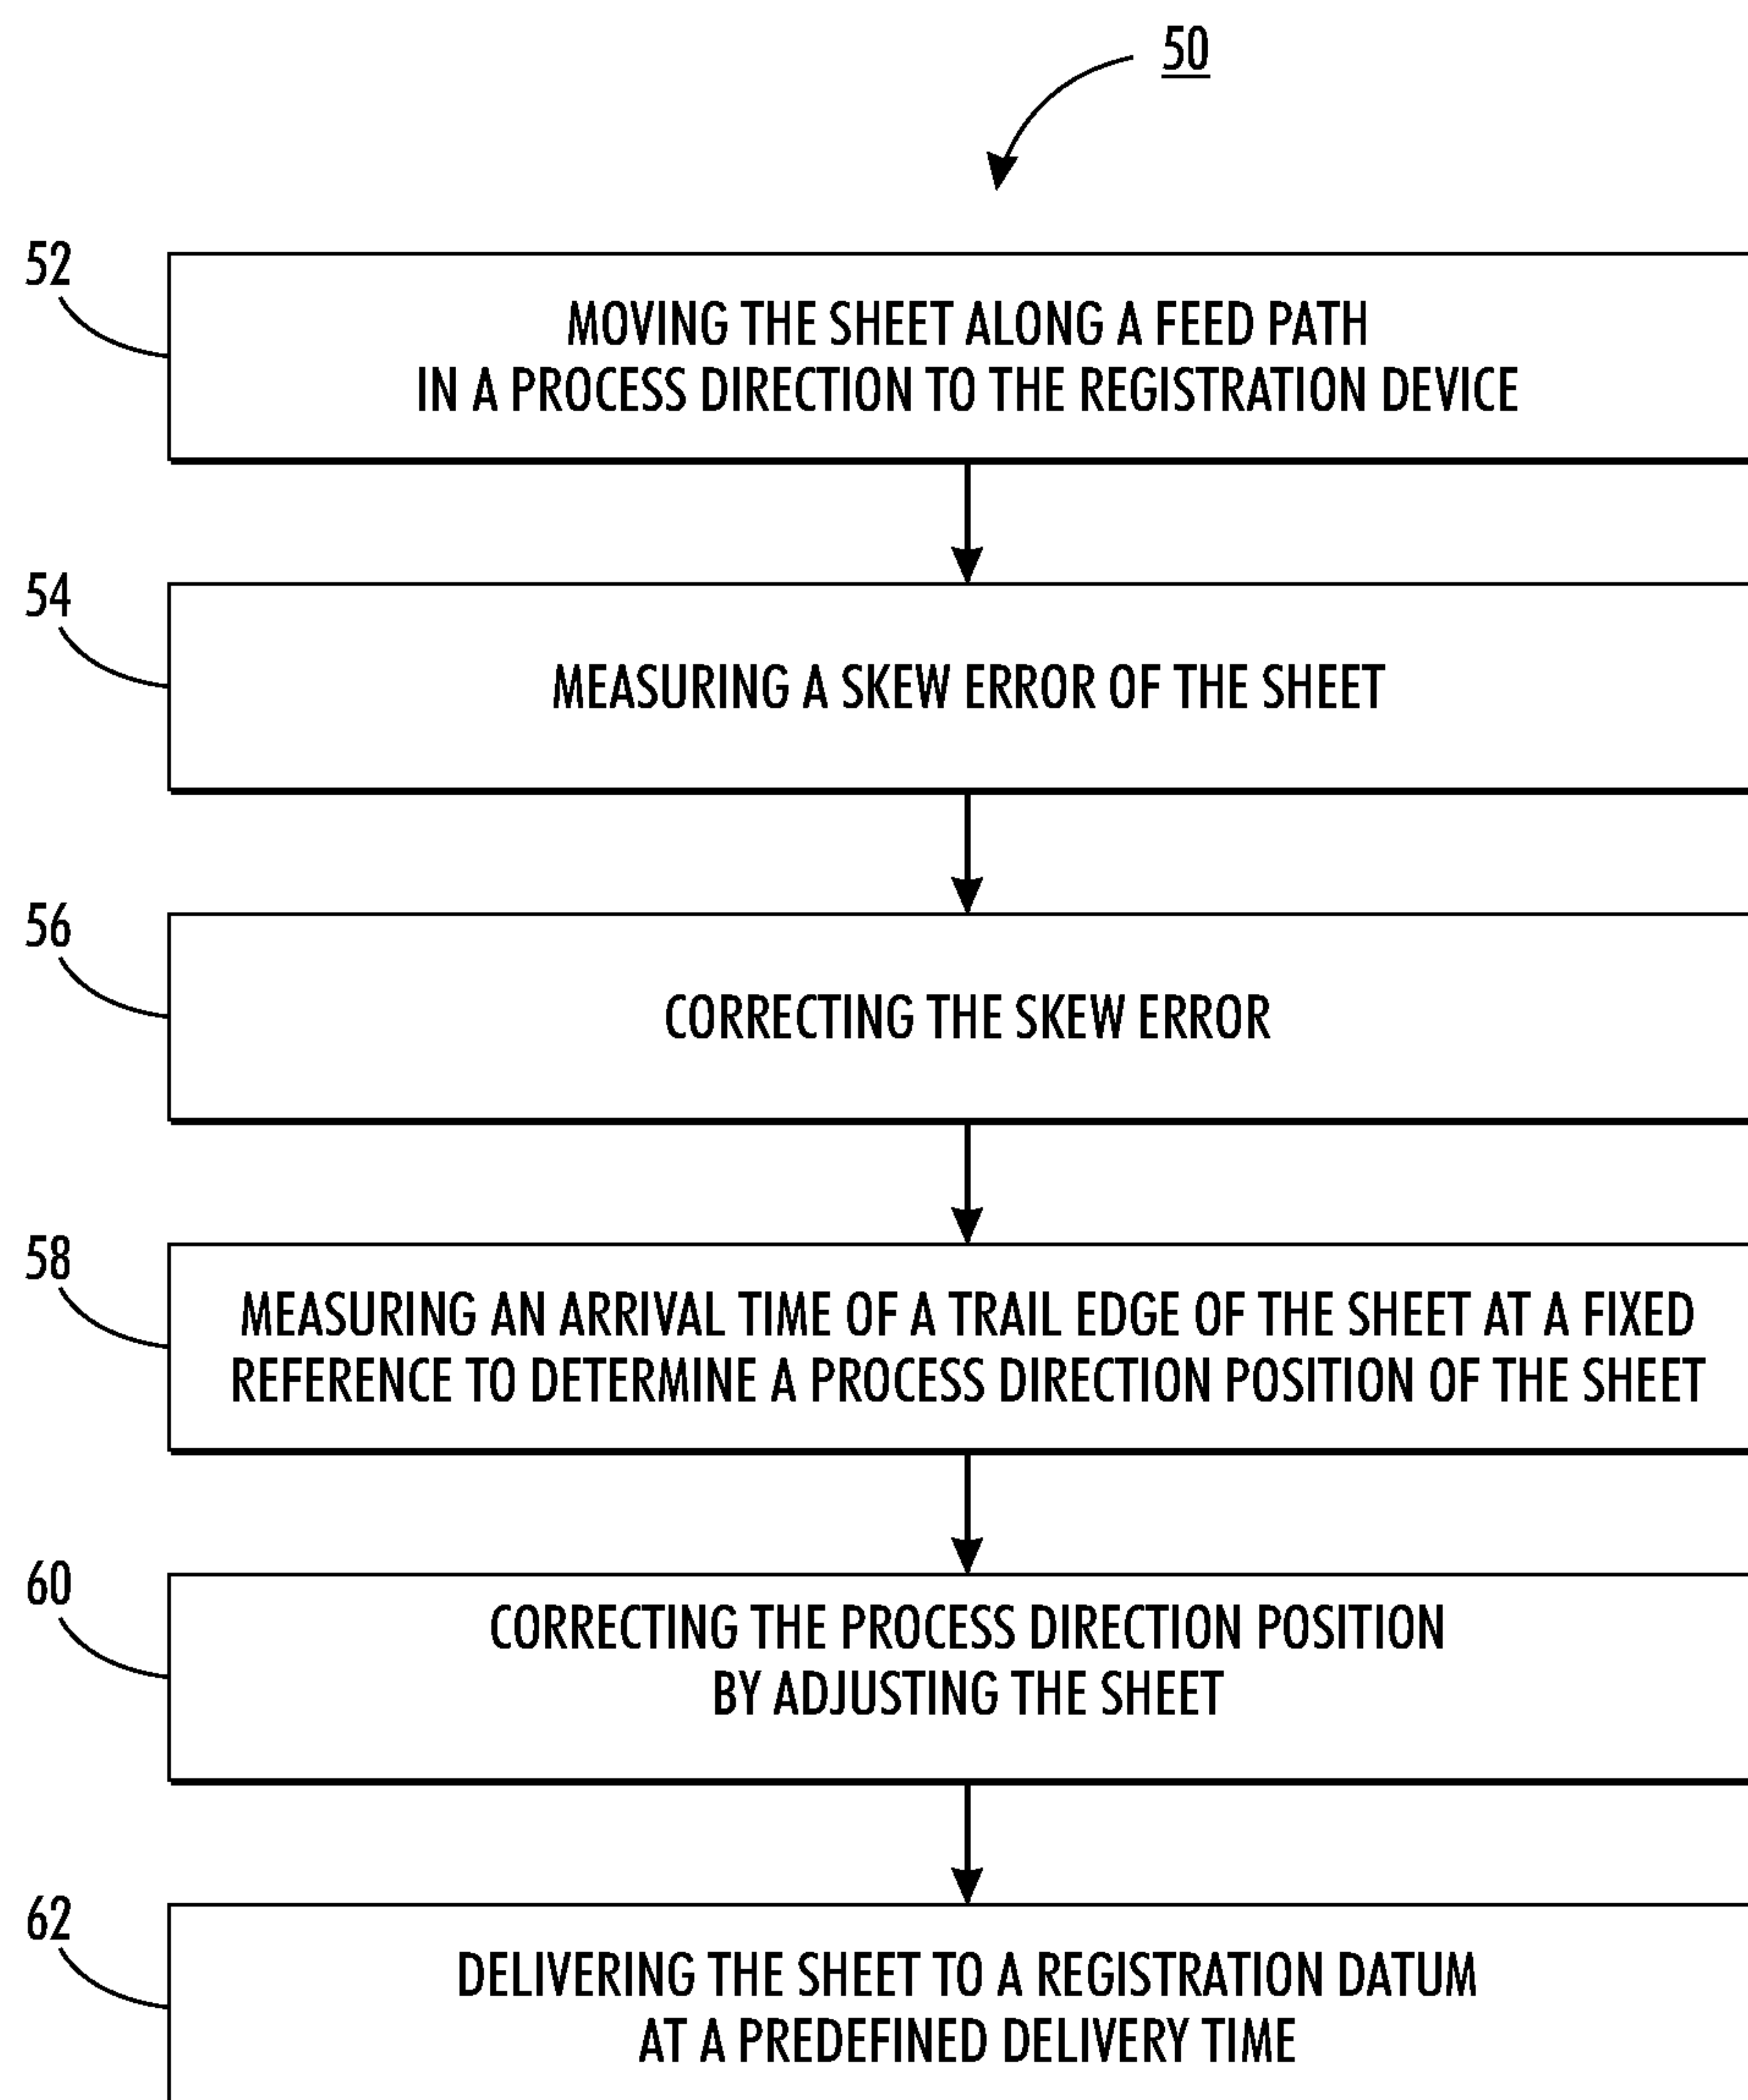 50
52
MOVING THE SHEET ALONG A FEED PATH
IN A PROCESS DIRECTION TO THE REGISTRATION DEVICE
54
MEASURING A SKEW ERROR OF THE SHEET
56
CORRECTING THE SKEW ERROR
58
MEASURING AN ARRIVAL TIME OF A TRAIL EDGE OF THE SHEET AT A FIXED
REFERENCE TO DETERMINE A PROCESS DIRECTION POSITION OF THE SHEET
60
CORRECTING THE PROCESS DIRECTION POSITION
BY ADJUSTING THE SHEET
62
DELIVERING THE SHEET TO A REGISTRATION DATUM
AT A PREDEFINED DELIVERY TIME